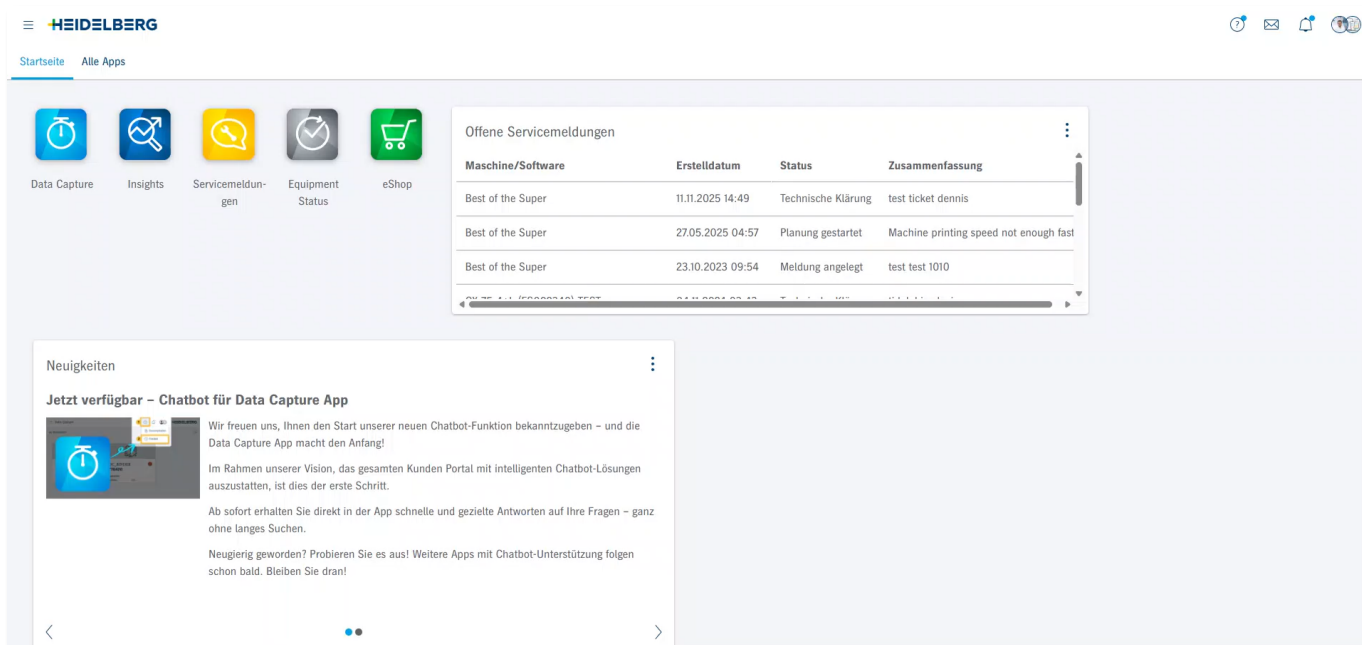 HEIDELBERG
Startseite Alle Apps
Data Capture
Insights
Servicemeldun-
gen
Equipment
Status
eShop
Offene Servicemeldungen
Maschine/Software Erstelldatum Status Zusammenfassung
Best of the Super 11.11.2025 14:49 Technische Klärung test ticket dennis
Best of the Super 27.05.2025 04:57 Planung gestartet Machine printing speed not enough fast
Best of the Super 23.10.2023 09:54 Meldung angelegt test test 1010
Neuigkeiten
Jetzt verfügbar – Chatbot für Data Capture App
Wir freuen uns, Ihnen den Start unserer neuen Chatbot-Funktion bekanntzugeben – und die
Data Capture App macht den Anfang!
Im Rahmen unserer Vision, das gesamten Kunden Portal mit intelligenten Chatbot-Lösungen
auszustatten, ist dies der erste Schritt.
Ab sofort erhalten Sie direkt in der App schnelle und gezielte Antworten auf Ihre Fragen – ganz
ohne langes Suchen.
Neugierig geworden? Probieren Sie es aus! Weitere Apps mit Chatbot-Unterstützung folgen
schon bald. Bleiben Sie dran!